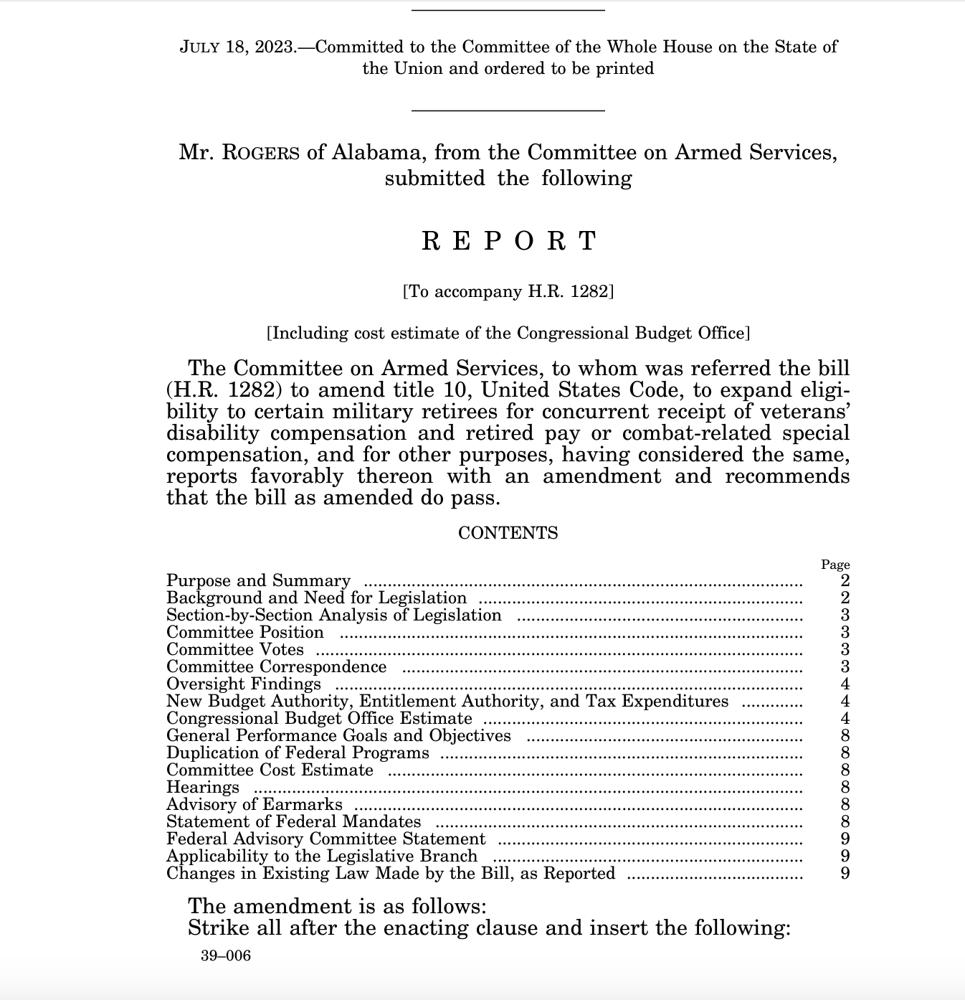 JULY 18, 2023.—Committed to the Committee of the Whole House on the State of
the Union and ordered to be printed
Mr. ROGERS of Alabama, from the Committee on Armed Services,
submitted the following
R E P O R T
[To accompany H.R. 1282]
[Including cost estimate of the Congressional Budget Office]
The Committee on Armed Services, to whom was referred the bill
(H.R. 1282) to amend title 10, United States Code, to expand eligi-
bility to certain military retirees for concurrent receipt of veterans’
disability compensation and retired pay or combat-related special
compensation, and for other purposes, having considered the same,
reports favorably thereon with an amendment and recommends
that the bill as amended do pass.
CONTENTS
Page
Purpose and Summary ........................................................................................... 2
Background and Need for Legislation ................................................................... 2
Section-by-Section Analysis of Legislation ........................................................... 3
Committee Position ................................................................................................ 3
Committee Votes ..................................................................................................... 3
Committee Correspondence ................................................................................... 3
Oversight Findings ................................................................................................. 4
New Budget Authority, Entitlement Authority, and Tax Expenditures ............. 4
Congressional Budget Office Estimate .................................................................. 4
General Performance Goals and Objectives ......................................................... 8
Duplication of Federal Programs ........................................................................... 8
Committee Cost Estimate ...................................................................................... 8
Hearings .................................................................................................................. 8
Advisory of Earmarks ............................................................................................. 8
Statement of Federal Mandates ............................................................................ 8
Federal Advisory Committee Statement ............................................................... 9
Applicability to the Legislative Branch ................................................................ 9
Changes in Existing Law Made by the Bill, as Reported ..................................... 9
The amendment is as follows:
Strike all after the enacting clause and insert the following:
39–006